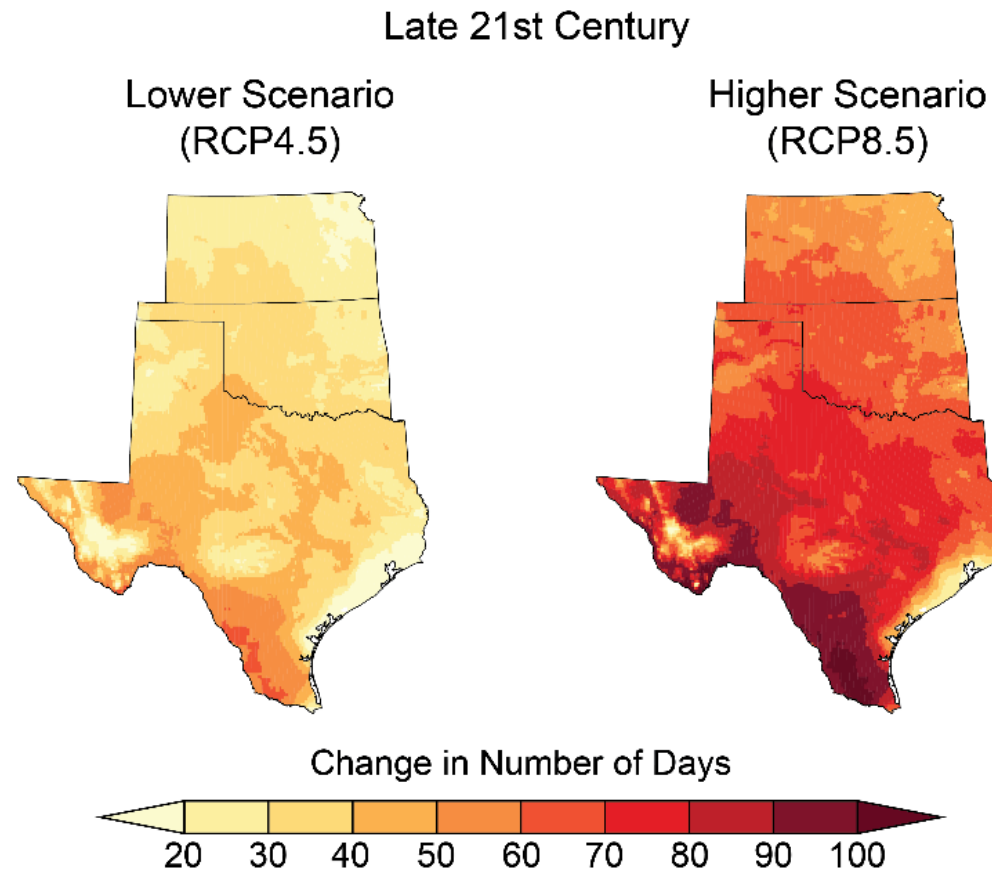 Late 21st Century
Lower Scenario
(RCP4.5)
Higher Scenario
(RCP8.5)
Change in Number of Days
20 30 40 50 60 70 80 90 100